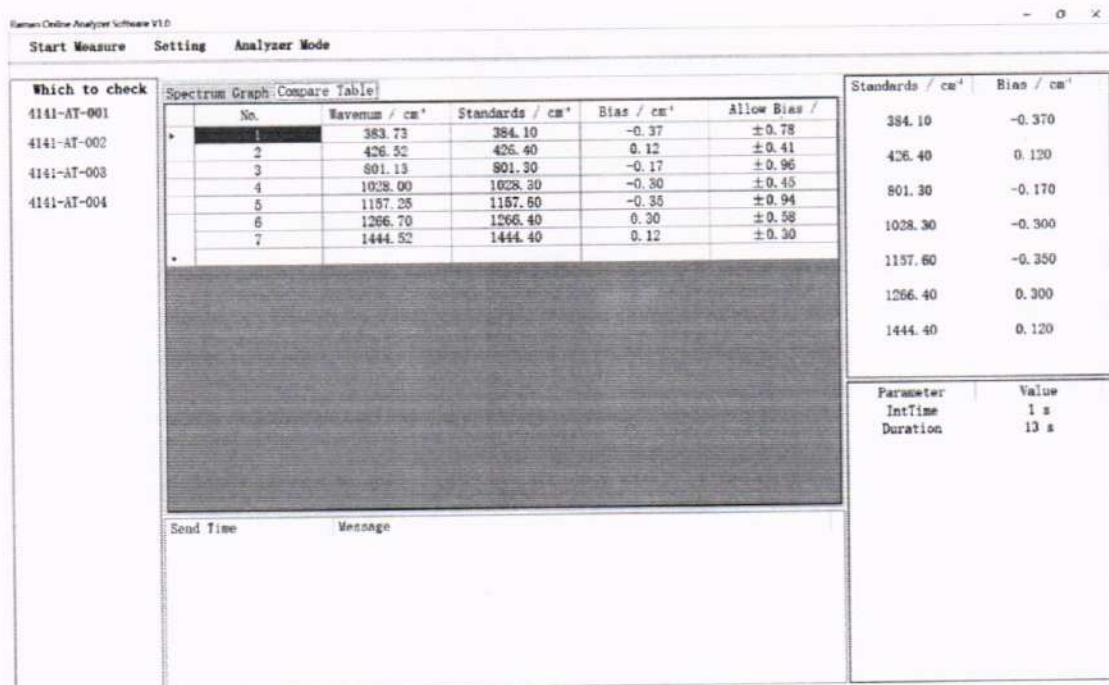 Raman Online Analyzer Software V1.0
Start Measure Setting Analyzer Mode
Which to check
4141-AT-001
4141-AT-002
4141-AT-003
4141-AT-004
Spectrum Graph Compare Table
No. Wavenum / cm⁻¹ Standards / cm⁻¹ Bias / cm⁻¹ Allow Bias /
1 383.73 384.10 -0.37 ±0.78
2 426.52 426.40 0.12 ±0.41
3 801.13 801.30 -0.17 ±0.96
4 1028.00 1028.30 -0.30 ±0.45
5 1157.25 1157.60 -0.35 ±0.94
6 1266.70 1266.40 0.30 ±0.58
7 1444.52 1444.40 0.12 ±0.30
Send Time Message
Standards / cm⁻¹ Bias / cm⁻¹
384.10 -0.370
426.40 0.120
801.30 -0.170
1028.30 -0.300
1157.60 -0.350
1266.40 0.300
1444.40 0.120
Parameter Value
IntTime 1 s
Duration 13 s